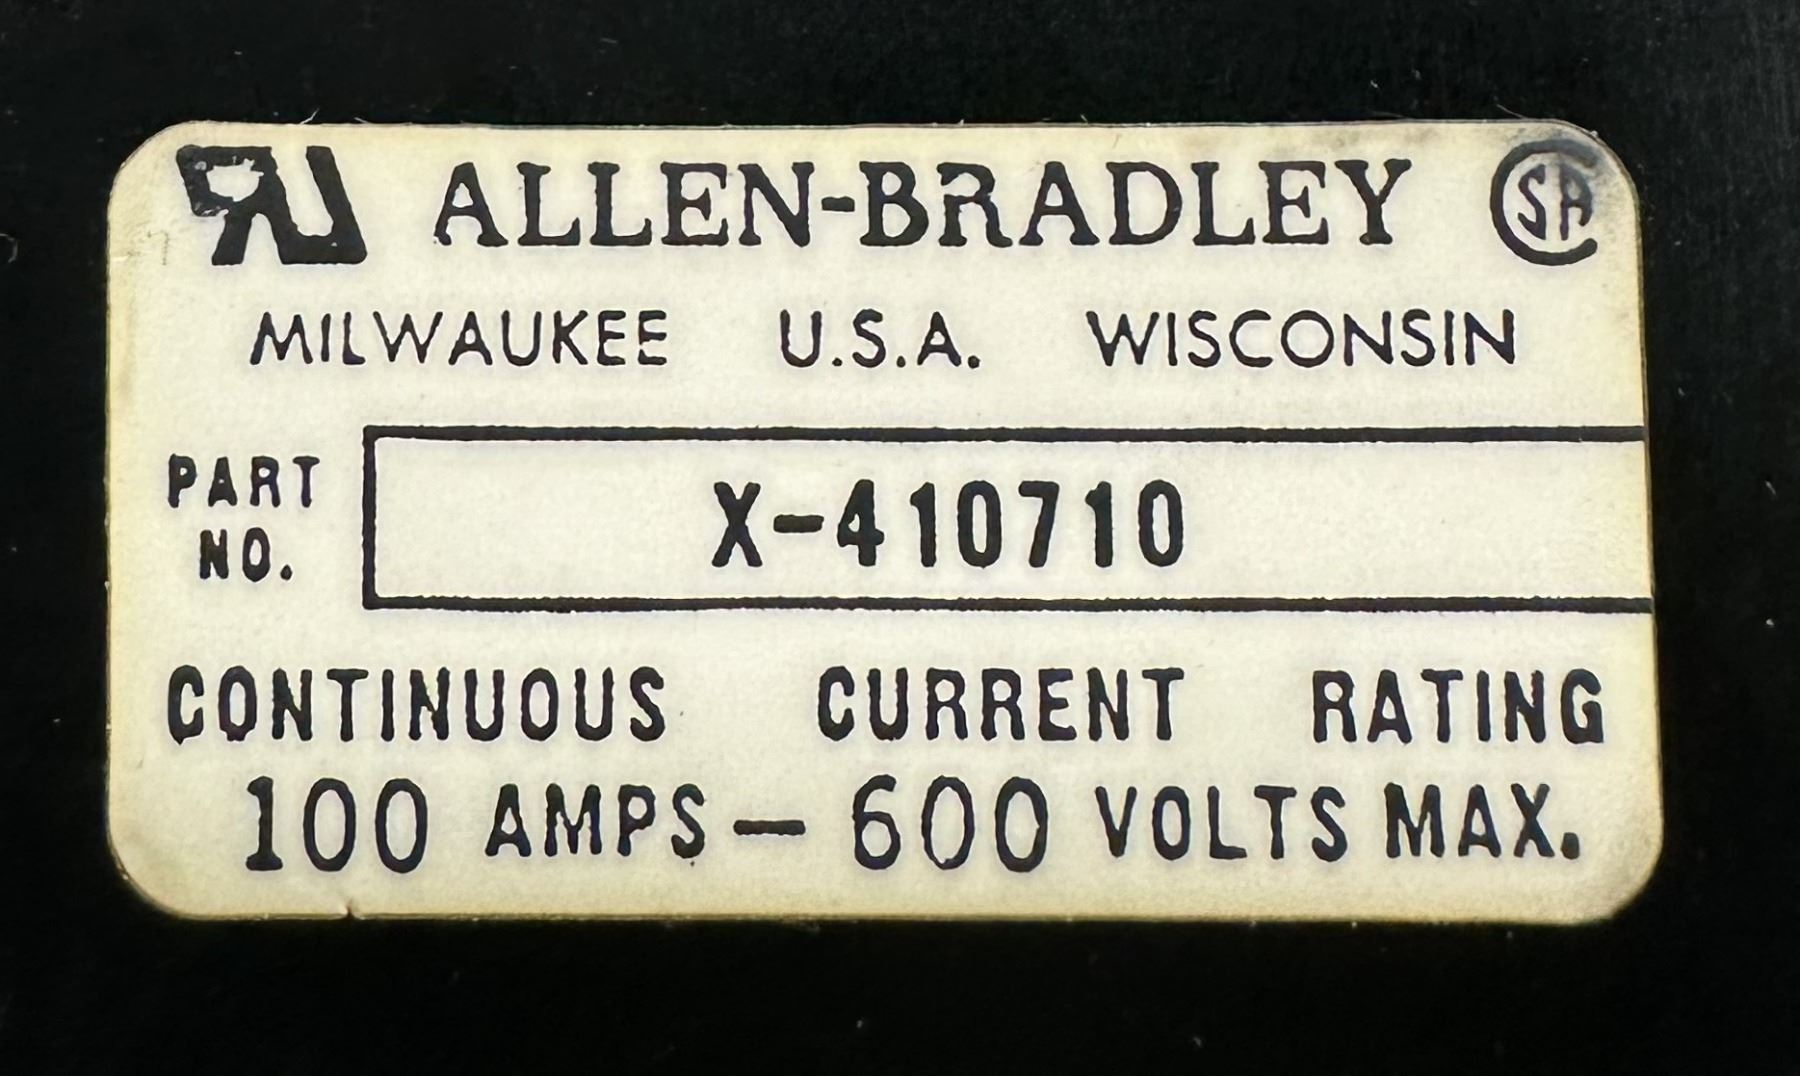 ALLEN-BRADLEY
MILWAUKEE U.S.A. WISCONSIN
PART NO. X-410710
CONTINUOUS CURRENT RATING
100 AMPS — 600 VOLTS MAX.